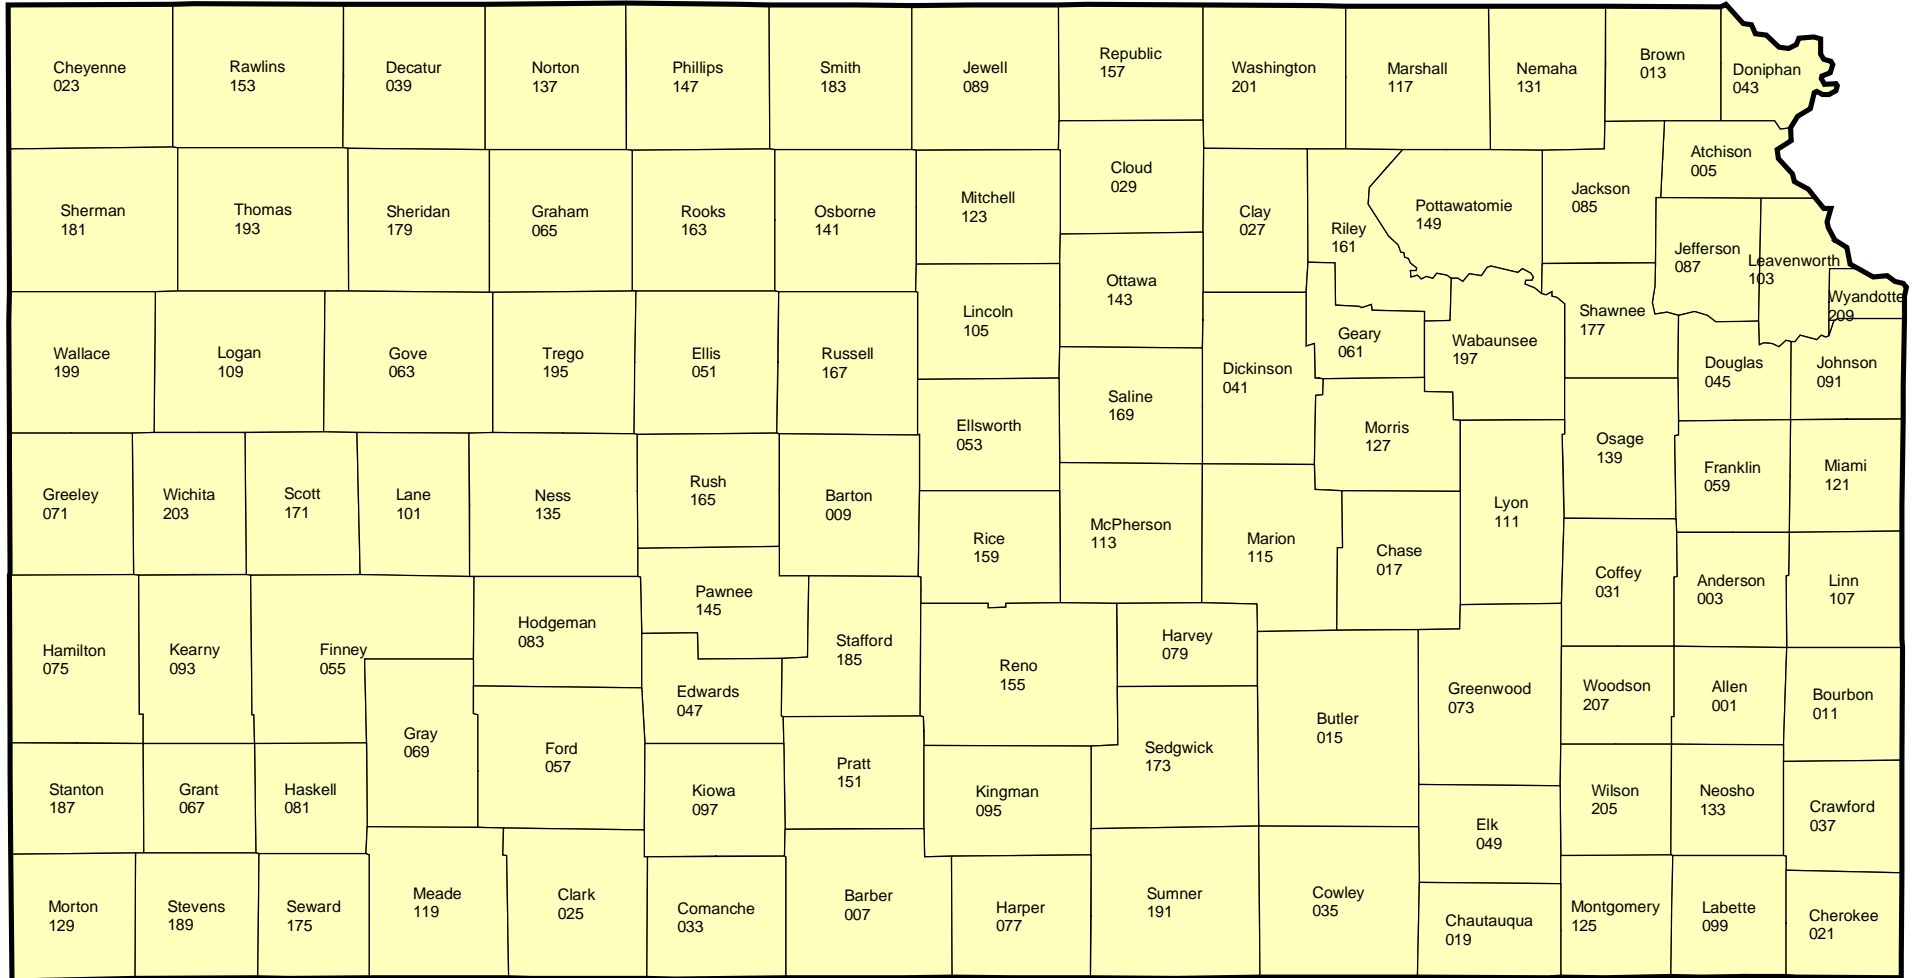 Cheyenne
023
Rawlins
153
Decatur
039
Norton
137
Phillips
147
Smith
183
Jewell
089
Republic
157
Washington
201
Marshall
117
Nemaha
131
Brown
013
Doniphan
043
Sherman
181
Thomas
193
Sheridan
179
Graham
065
Rooks
163
Osborne
141
Mitchell
123
Cloud
029
Clay
027
Riley
161
Pottawatomie
149
Jackson
085
Atchison
005
Jefferson
087
Leavenworth
103
Wyandotte
209
Wallace
199
Logan
109
Gove
063
Trego
195
Ellis
051
Russell
167
Lincoln
105
Ottawa
143
Dickinson
041
Geary
061
Wabaunsee
197
Shawnee
177
Douglas
045
Johnson
091
Ellsworth
053
Saline
169
Morris
127
Osage
139
Franklin
059
Miami
121
Greeley
071
Wichita
203
Scott
171
Lane
101
Ness
135
Rush
165
Barton
009
Rice
159
McPherson
113
Marion
115
Chase
017
Lyon
111
Coffey
031
Anderson
003
Linn
107
Hamilton
075
Kearny
093
Finney
055
Hodgeman
083
Pawnee
145
Stafford
185
Edwards
047
Reno
155
Harvey
079
Butler
015
Greenwood
073
Woodson
207
Allen
001
Bourbon
011
Gray
069
Ford
057
Pratt
151
Sedgwick
173
Stanton
187
Grant
067
Haskell
081
Kiowa
097
Kingman
095
Elk
049
Wilson
205
Neosho
133
Crawford
037
Morton
129
Stevens
189
Seward
175
Meade
119
Clark
025
Comanche
033
Barber
007
Harper
077
Sumner
191
Cowley
035
Chautauqua
019
Montgomery
125
Labette
099
Cherokee
021